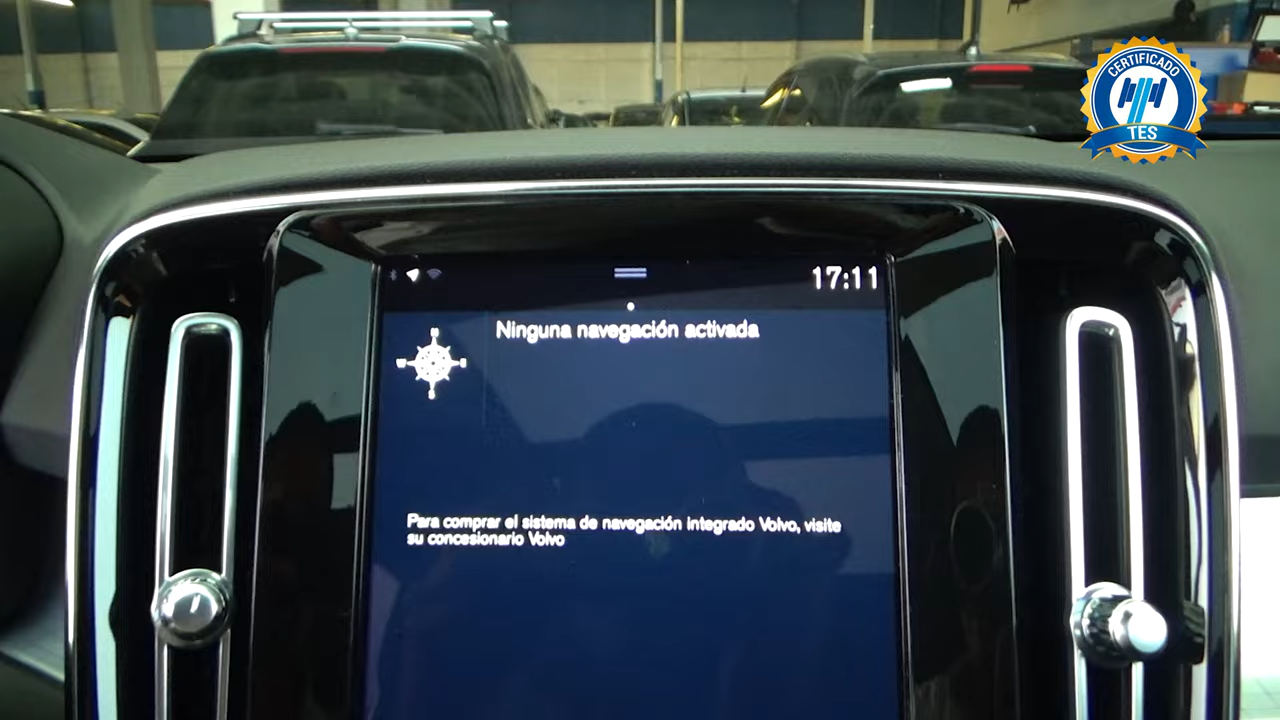 CERTIFICADO
TES
17:11
Ninguna navegación activada
Para comprar el sistema de navegación integrado Volvo, visite
su concesionario Volvo